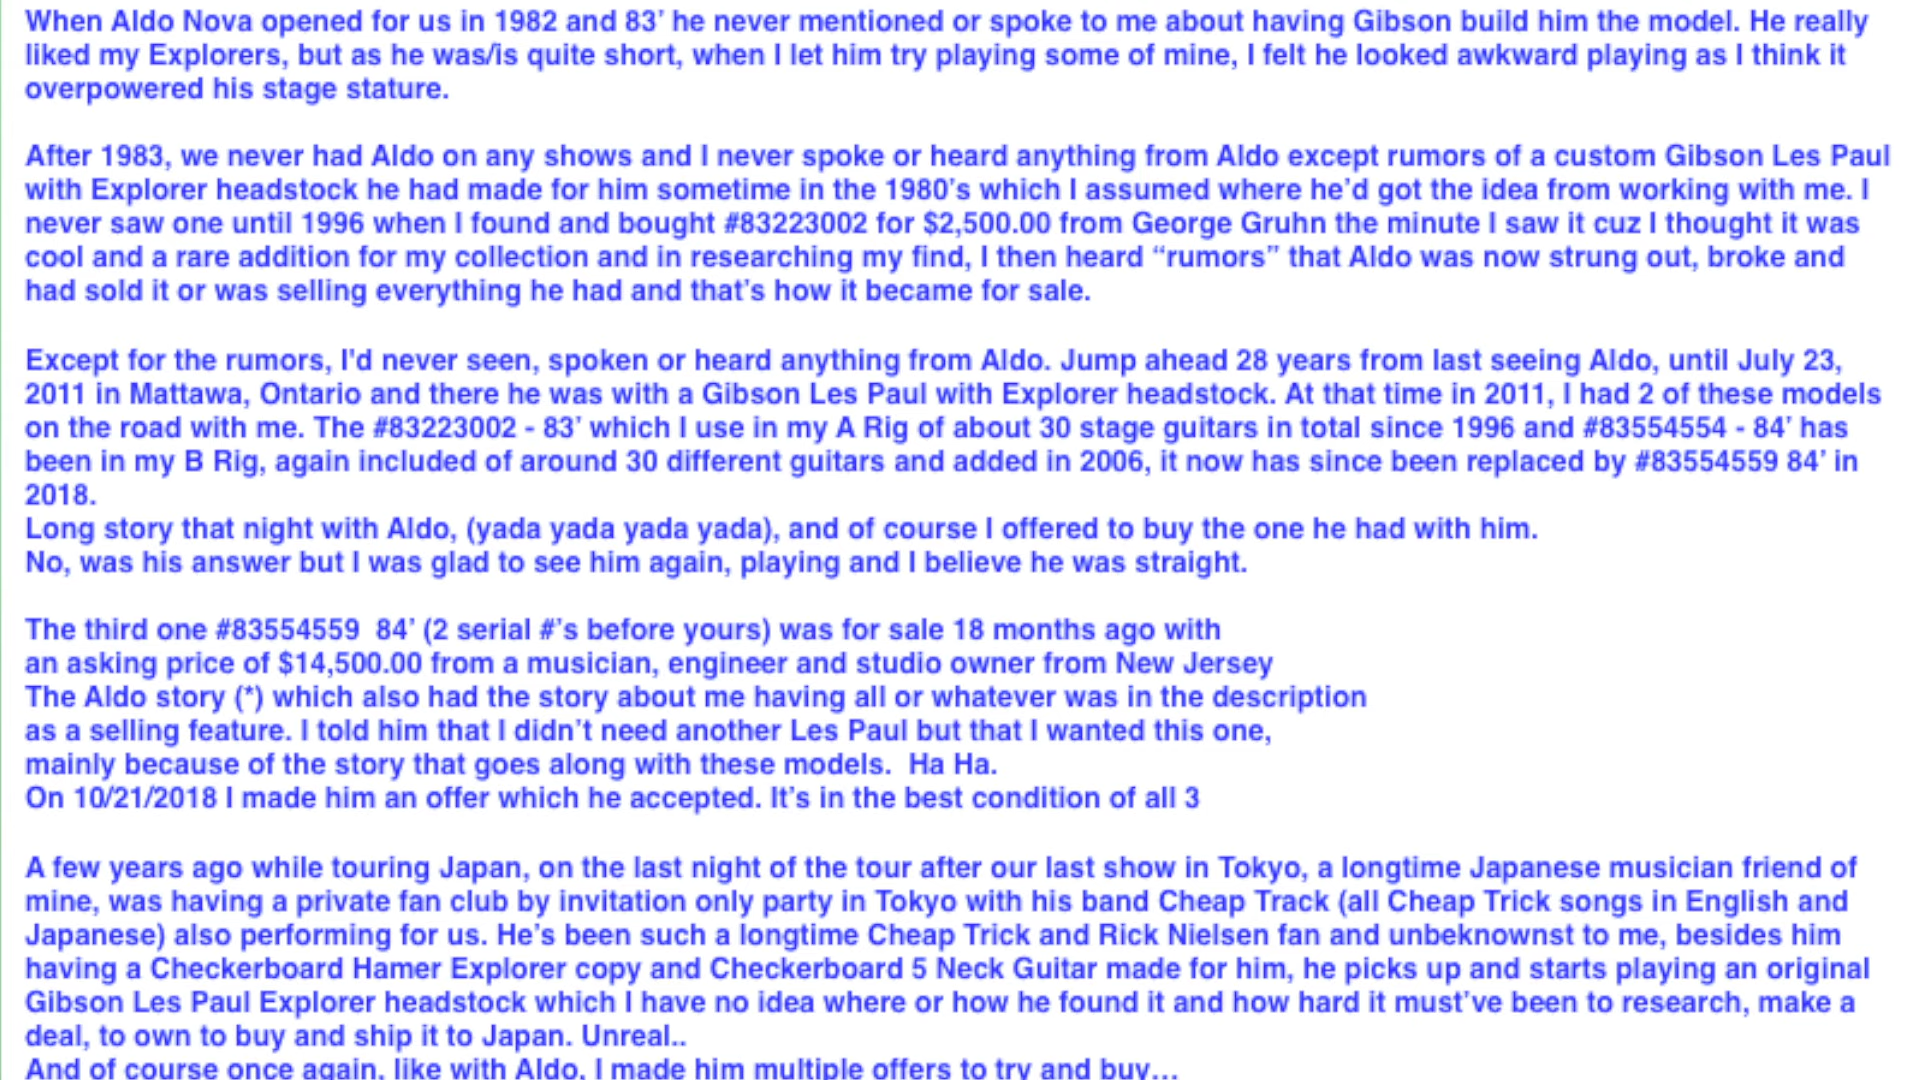 When Aldo Nova opened for us in 1982 and 83’ he never mentioned or spoke to me about having Gibson build him the model. He really
liked my Explorers, but as he was/is quite short, when I let him try playing some of mine, I felt he looked awkward playing as I think it
overpowered his stage stature.
After 1983, we never had Aldo on any shows and I never spoke or heard anything from Aldo except rumors of a custom Gibson Les Paul
with Explorer headstock he had made for him sometime in the 1980’s which I assumed where he’d got the idea from working with me. I
never saw one until 1996 when I found and bought #83223002 for $2,500.00 from George Gruhn the minute I saw it cuz I thought it was
cool and a rare addition for my collection and in researching my find, I then heard “rumors” that Aldo was now strung out, broke and
had sold it or was selling everything he had and that’s how it became for sale.
Except for the rumors, I'd never seen, spoken or heard anything from Aldo. Jump ahead 28 years from last seeing Aldo, until July 23,
2011 in Mattawa, Ontario and there he was with a Gibson Les Paul with Explorer headstock. At that time in 2011, I had 2 of these models
on the road with me. The #83223002 - 83’ which I use in my A Rig of about 30 stage guitars in total since 1996 and #83554554 - 84’ has
been in my B Rig, again included of around 30 different guitars and added in 2006, it now has since been replaced by #83554559 84’ in
2018.
Long story that night with Aldo, (yada yada yada yada), and of course I offered to buy the one he had with him.
No, was his answer but I was glad to see him again, playing and I believe he was straight.
The third one #83554559  84’ (2 serial #’s before yours) was for sale 18 months ago with
an asking price of $14,500.00 from a musician, engineer and studio owner from New Jersey
The Aldo story (*) which also had the story about me having all or whatever was in the description
as a selling feature. I told him that I didn’t need another Les Paul but that I wanted this one,
mainly because of the story that goes along with these models.  Ha Ha.
On 10/21/2018 I made him an offer which he accepted. It’s in the best condition of all 3
A few years ago while touring Japan, on the last night of the tour after our last show in Tokyo, a longtime Japanese musician friend of
mine, was having a private fan club by invitation only party in Tokyo with his band Cheap Track (all Cheap Trick songs in English and
Japanese) also performing for us. He’s been such a longtime Cheap Trick and Rick Nielsen fan and unbeknownst to me, besides him
having a Checkerboard Hamer Explorer copy and Checkerboard 5 Neck Guitar made for him, he picks up and starts playing an original
Gibson Les Paul Explorer headstock which I have no idea where or how he found it and how hard it must’ve been to research, make a
deal, to own to buy and ship it to Japan. Unreal..
And of course once again, like with Aldo, I made him multiple offers to try and buy…